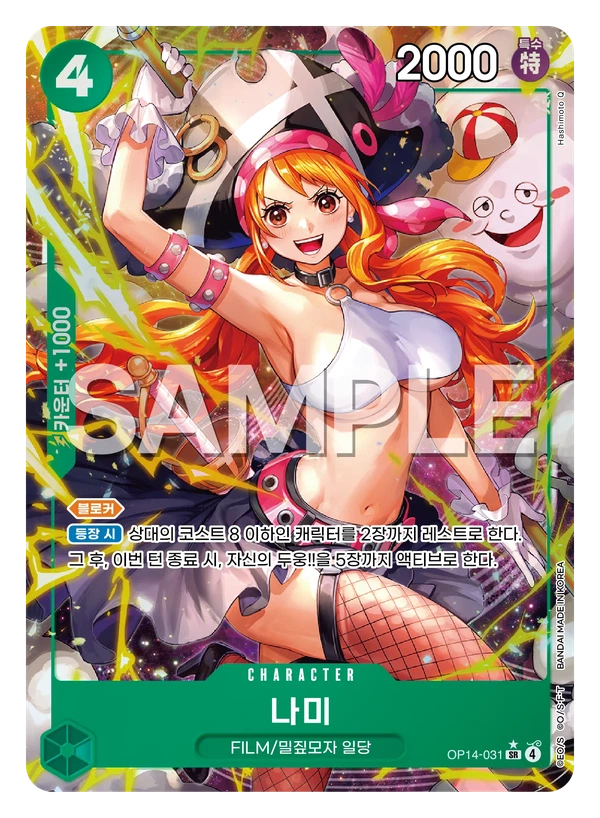 4
2000
특수
特
Hashimoto Q
카운터 +1000
SAMPLE
블로커
등장 시 상대의 코스트 8 이하인 캐릭터를 2장까지 레스트로 한다.
그 후, 이번 턴 종료 시, 자신의 두웅!!을 5장까지 액티브로 한다.
CHARACTER
나미
FILM/밀짚모자 일당
OP14-031 SR 4
©E.O/S ©O/S·F·T BANDAI MADE IN KOREA